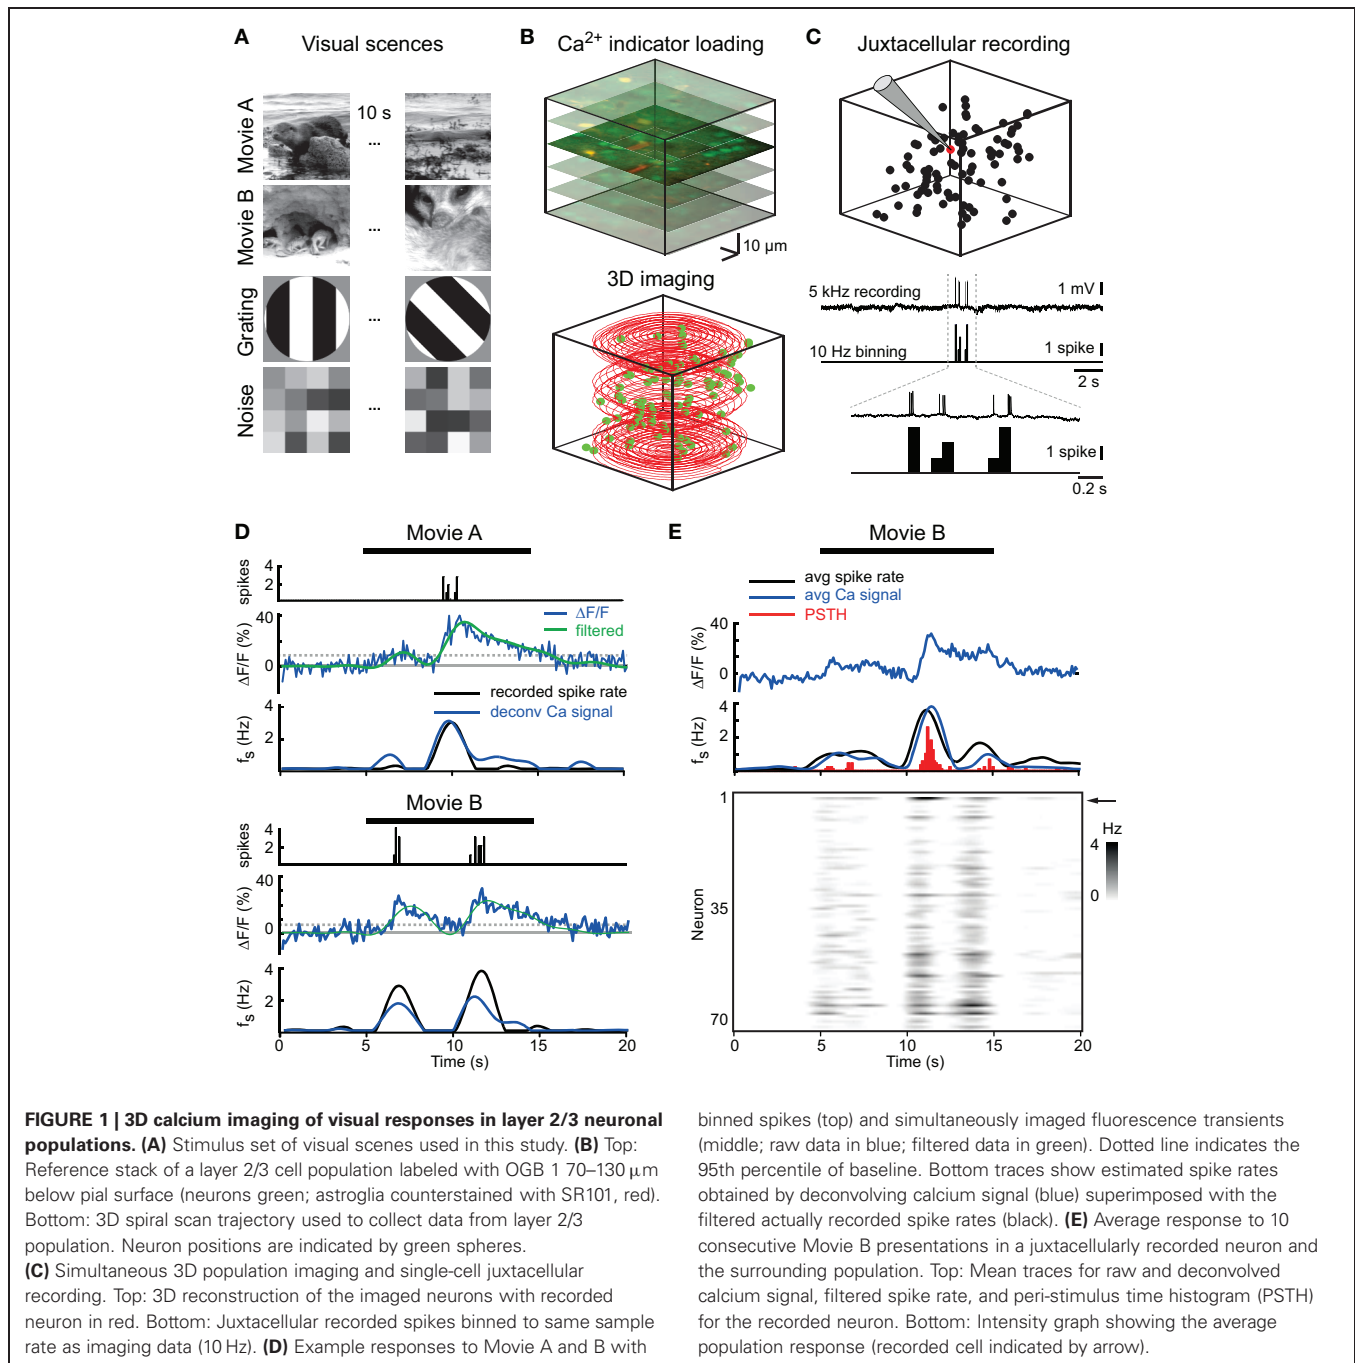 A
Visual scences
Movie A
10 s
...
Movie B
...
Grating
...
Noise
...
B
Ca2+ indicator loading
10 µm
3D imaging
C
Juxtacellular recording
5 kHz recording
1 mV
10 Hz binning
1 spike
2 s
1 spike
0.2 s
D
Movie A
spikes
4
2
ΔF/F (%)
40
0
ΔF/F
filtered
fs (Hz)
4
2
recorded spike rate
deconv Ca signal
Movie B
spikes
4
2
ΔF/F (%)
40
0
fs (Hz)
4
2
0 5 10 15 20
Time (s)
E
Movie B
avg spike rate
avg Ca signal
PSTH
ΔF/F (%)
40
0
fs (Hz)
4
2
Neuron
1
35
70
Hz
4
0
0 5 10 15 20
Time (s)
FIGURE 1 | 3D calcium imaging of visual responses in layer 2/3 neuronal
populations. (A) Stimulus set of visual scenes used in this study. (B) Top:
Reference stack of a layer 2/3 cell population labeled with OGB 1 70–130 µm
below pial surface (neurons green; astroglia counterstained with SR101, red).
Bottom: 3D spiral scan trajectory used to collect data from layer 2/3
population. Neuron positions are indicated by green spheres.
(C) Simultaneous 3D population imaging and single-cell juxtacellular
recording. Top: 3D reconstruction of the imaged neurons with recorded
neuron in red. Bottom: Juxtacellular recorded spikes binned to same sample
rate as imaging data (10 Hz). (D) Example responses to Movie A and B with
binned spikes (top) and simultaneously imaged fluorescence transients
(middle; raw data in blue; filtered data in green). Dotted line indicates the
95th percentile of baseline. Bottom traces show estimated spike rates
obtained by deconvolving calcium signal (blue) superimposed with the
filtered actually recorded spike rates (black). (E) Average response to 10
consecutive Movie B presentations in a juxtacellularly recorded neuron and
the surrounding population. Top: Mean traces for raw and deconvolved
calcium signal, filtered spike rate, and peri-stimulus time histogram (PSTH)
for the recorded neuron. Bottom: Intensity graph showing the average
population response (recorded cell indicated by arrow).